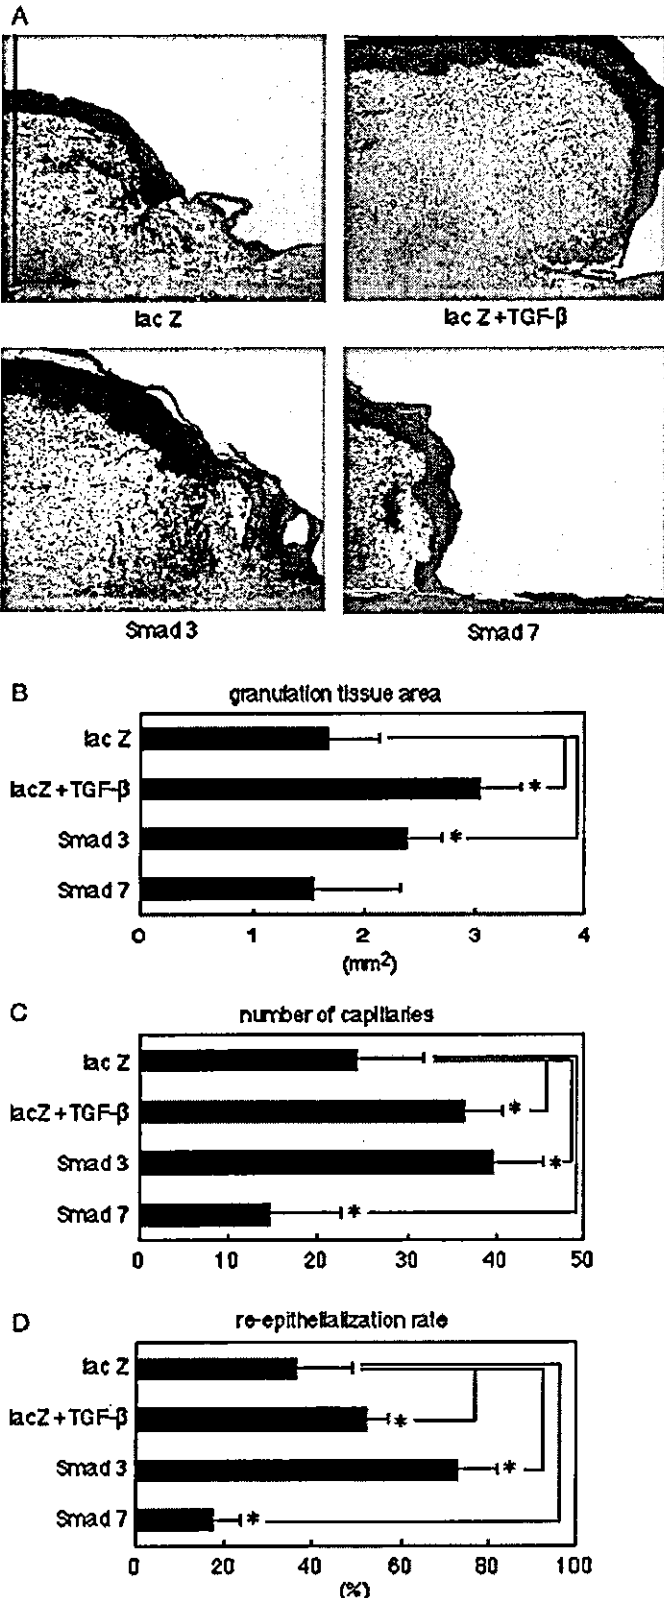 A
lac Z
lac Z +TGF-β
Smad 3
Smad 7
B
granulation tissue area
lac Z
lacZ +TGF-β
*
Smad 3
*
Smad 7
0 1 2 3 4
(mm²)
C
number of capillaries
lac Z
lacZ +TGF-β
*
Smad 3
*
Smad 7
*
0 10 20 30 40 50
D
re-epithelialization rate
lac Z
lacZ +TGF-β
*
Smad 3
*
Smad 7
*
0 20 40 60 80 100
(%)